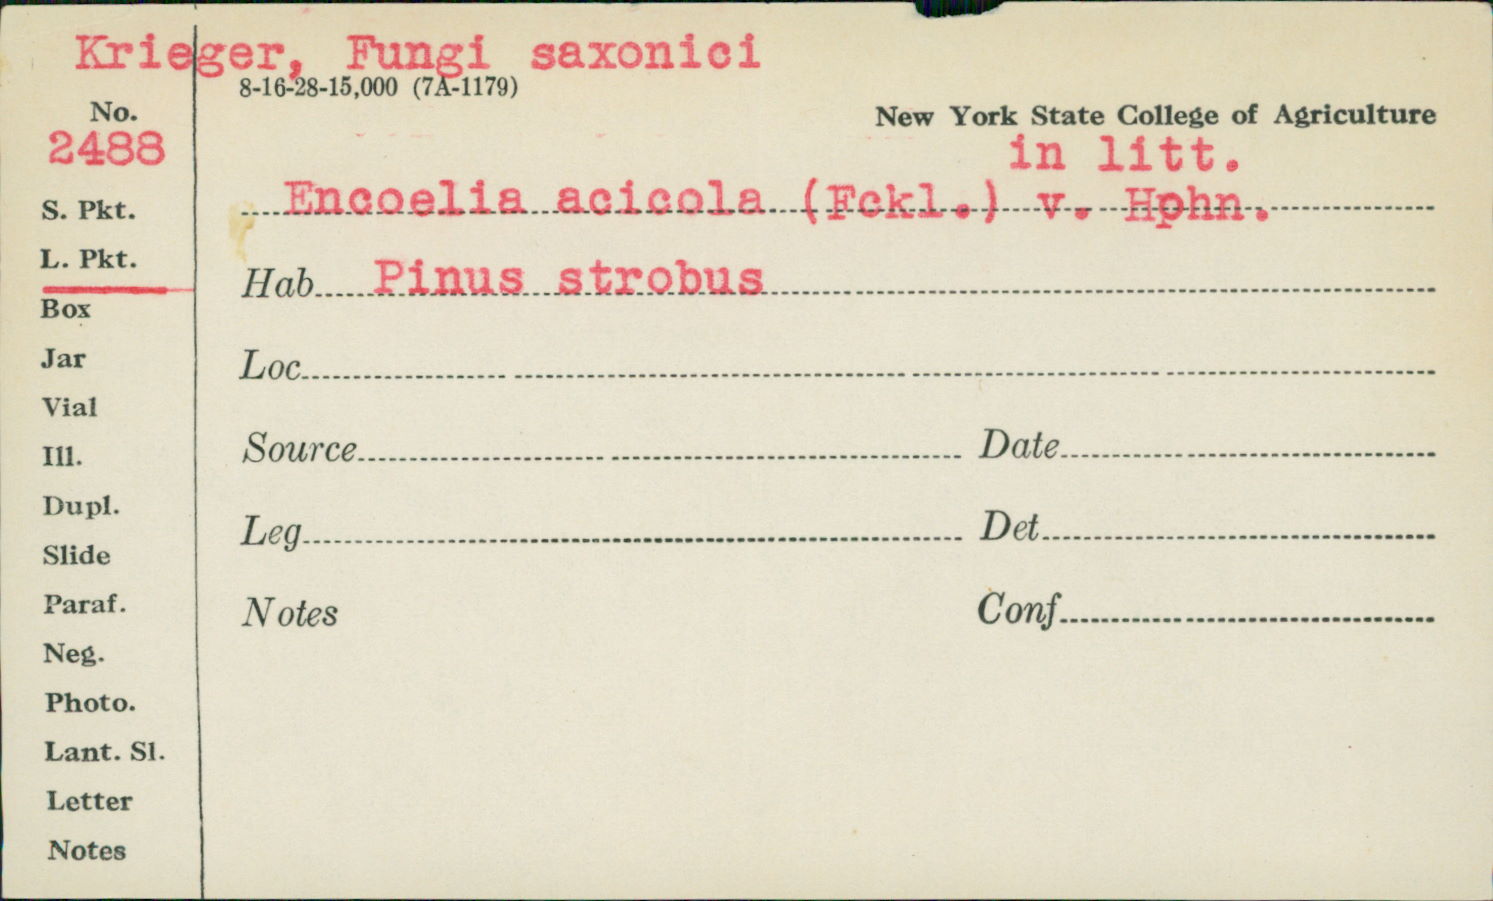 Krieger, Fungi saxonici
8-16-28-15,000 (7A-1179)
No.
2488
New York State College of Agriculture
in litt.
S. Pkt.
Encoelia acicola (Fckl.) v. Hphn.
L. Pkt.
Hab Pinus strobus
Box
Jar
Loc
Vial
Ill.
Source Date
Dupl.
Slide
Leg Det
Paraf.
Notes Conf
Neg.
Photo.
Lant. Sl.
Letter
Notes